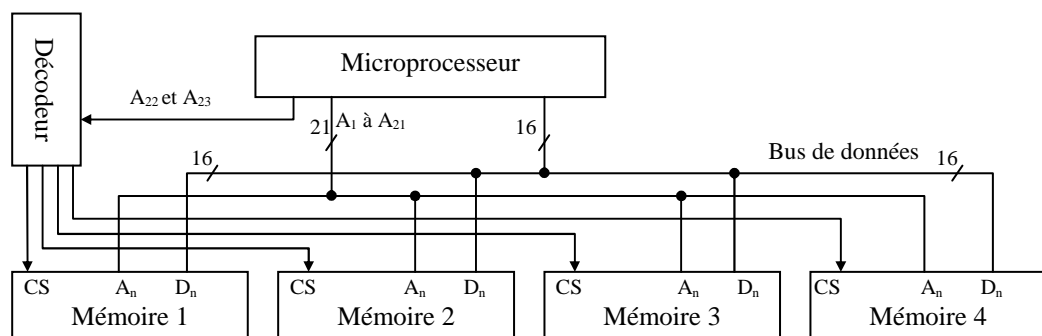 Décodeur
Microprocesseur
A22 et A23
21
A1 à A21
16
16
Bus de données
16
CS
An
Dn
Mémoire 1
CS
An
Dn
Mémoire 2
CS
An
Dn
Mémoire 3
CS
An
Dn
Mémoire 4